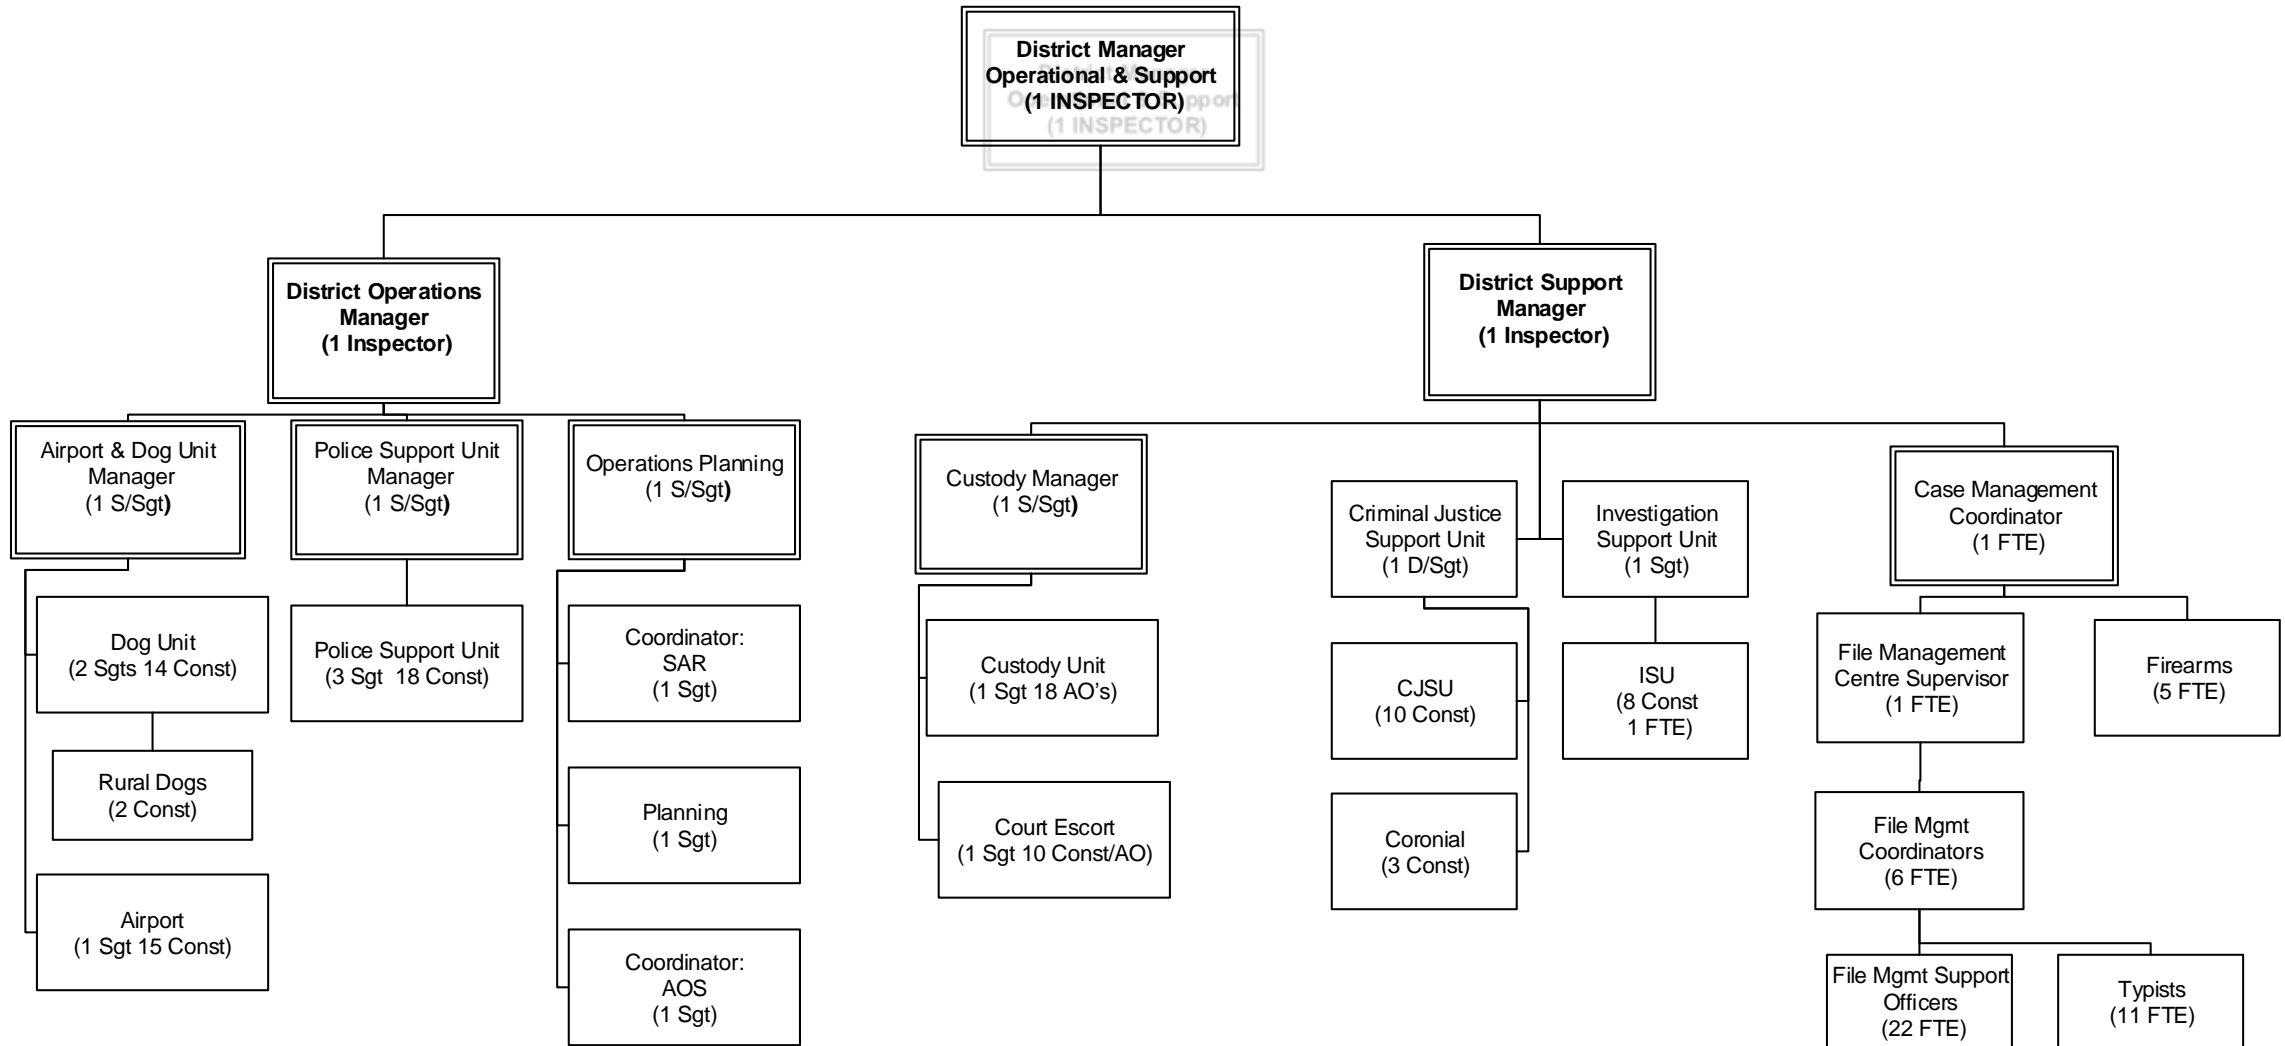 District Manager
Operational & Support
(1 INSPECTOR)
District Manager
Operational & Support
(1 INSPECTOR)
District Operations
Manager
(1 Inspector)
District Support
Manager
(1 Inspector)
Airport & Dog Unit
Manager
(1 S/Sgt)
Police Support Unit
Manager
(1 S/Sgt)
Operations Planning
(1 S/Sgt)
Custody Manager
(1 S/Sgt)
Criminal Justice
Support Unit
(1 D/Sgt)
Investigation
Support Unit
(1 Sgt)
Case Management
Coordinator
(1 FTE)
Dog Unit
(2 Sgts 14 Const)
Rural Dogs
(2 Const)
Airport
(1 Sgt 15 Const)
Police Support Unit
(3 Sgt 18 Const)
Coordinator:
SAR
(1 Sgt)
Planning
(1 Sgt)
Coordinator:
AOS
(1 Sgt)
Custody Unit
(1 Sgt 18 AO's)
Court Escort
(1 Sgt 10 Const/AO)
CJSU
(10 Const)
Coronial
(3 Const)
ISU
(8 Const
1 FTE)
File Management
Centre Supervisor
(1 FTE)
Firearms
(5 FTE)
File Mgmt
Coordinators
(6 FTE)
File Mgmt Support
Officers
(22 FTE)
Typists
(11 FTE)